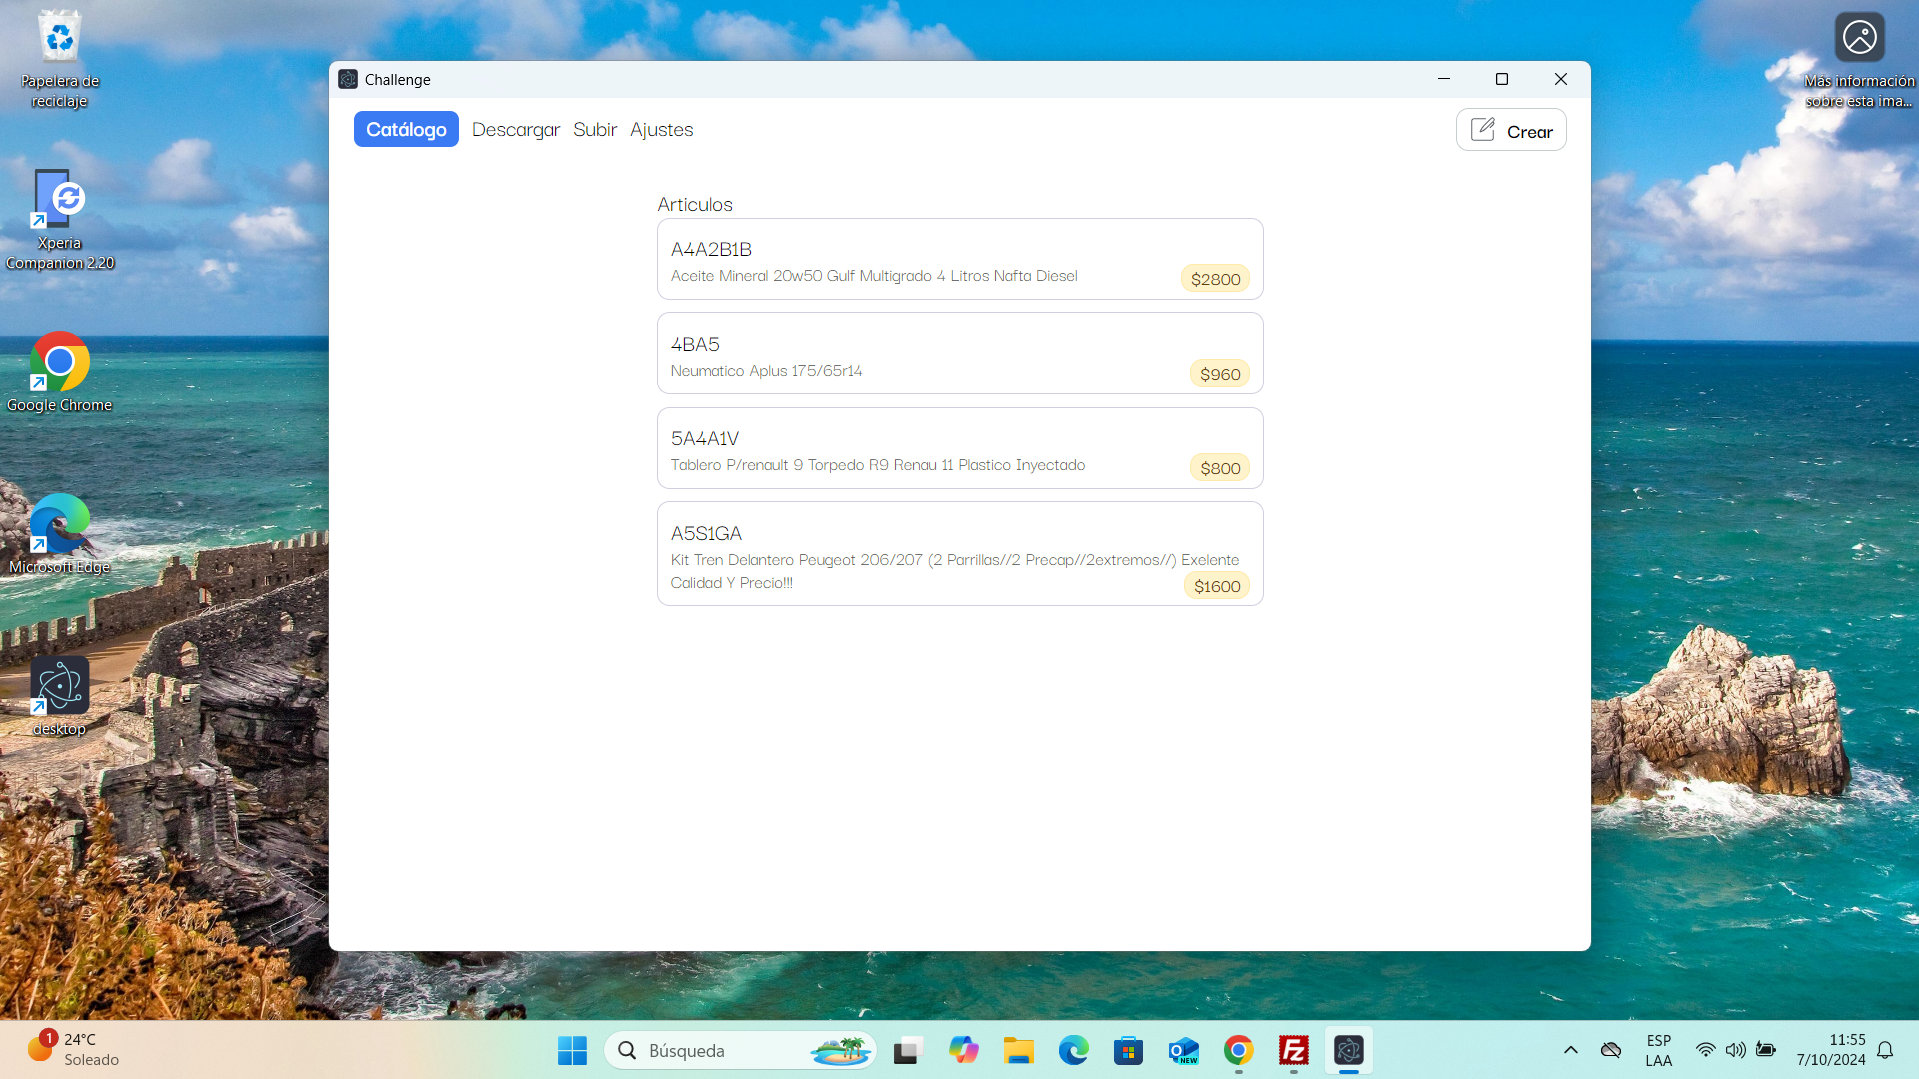 Papelera de
reciclaje
Xperia
Companion 2.20
Google Chrome
Microsoft Edge
desktop
Más información
sobre esta ima...
Challenge
Catálogo
Descargar
Subir
Ajustes
Crear
Articulos
A4A2B1B
Aceite Mineral 20w50 Gulf Multigrado 4 Litros Nafta Diesel
$2800
4BA5
Neumatico Aplus 175/65r14
$960
5A4A1V
Tablero P/renault 9 Torpedo R9 Renau 11 Plastico Inyectado
$800
A5S1GA
Kit Tren Delantero Peugeot 206/207 (2 Parrillas//2 Precap//2extremos//) Exelente
Calidad Y Precio!!!
$1600
1
24°C
Soleado
Búsqueda
NEW
ESP
LAA
11:55
7/10/2024